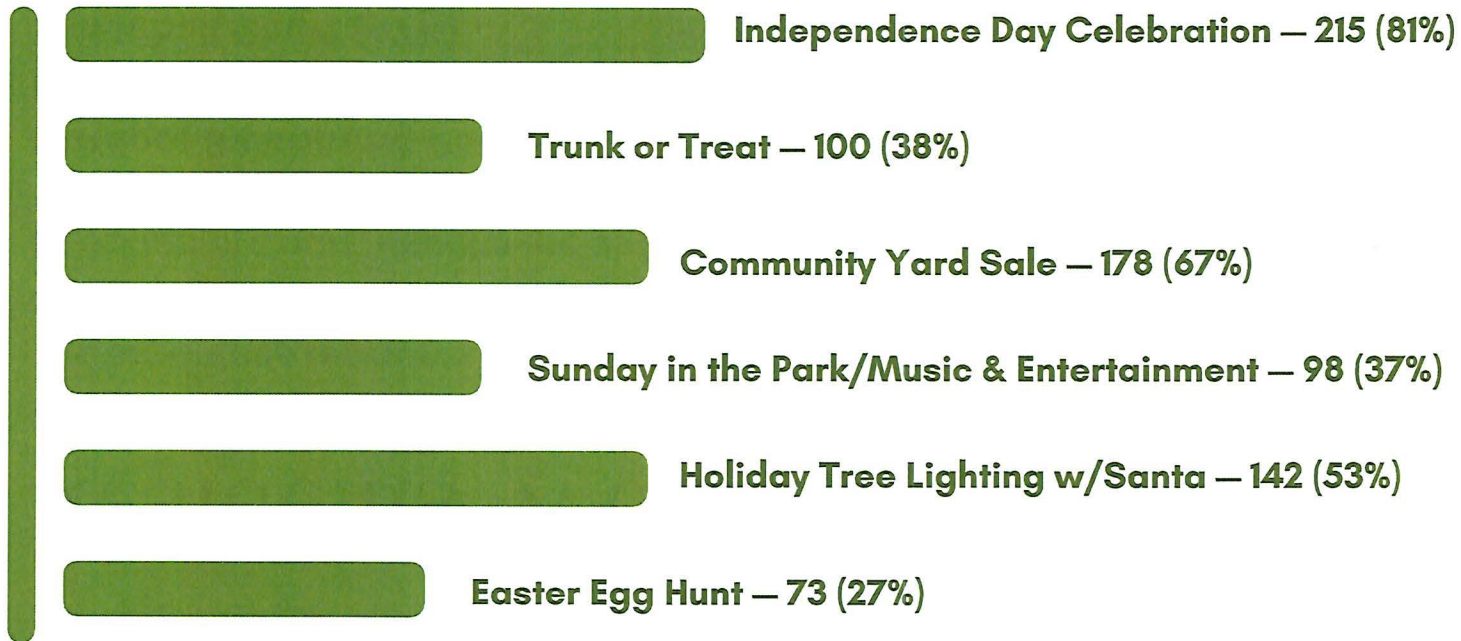 Independence Day Celebration — 215 (81%)
Trunk or Treat — 100 (38%)
Community Yard Sale — 178 (67%)
Sunday in the Park/Music & Entertainment — 98 (37%)
Holiday Tree Lighting w/Santa — 142 (53%)
Easter Egg Hunt — 73 (27%)